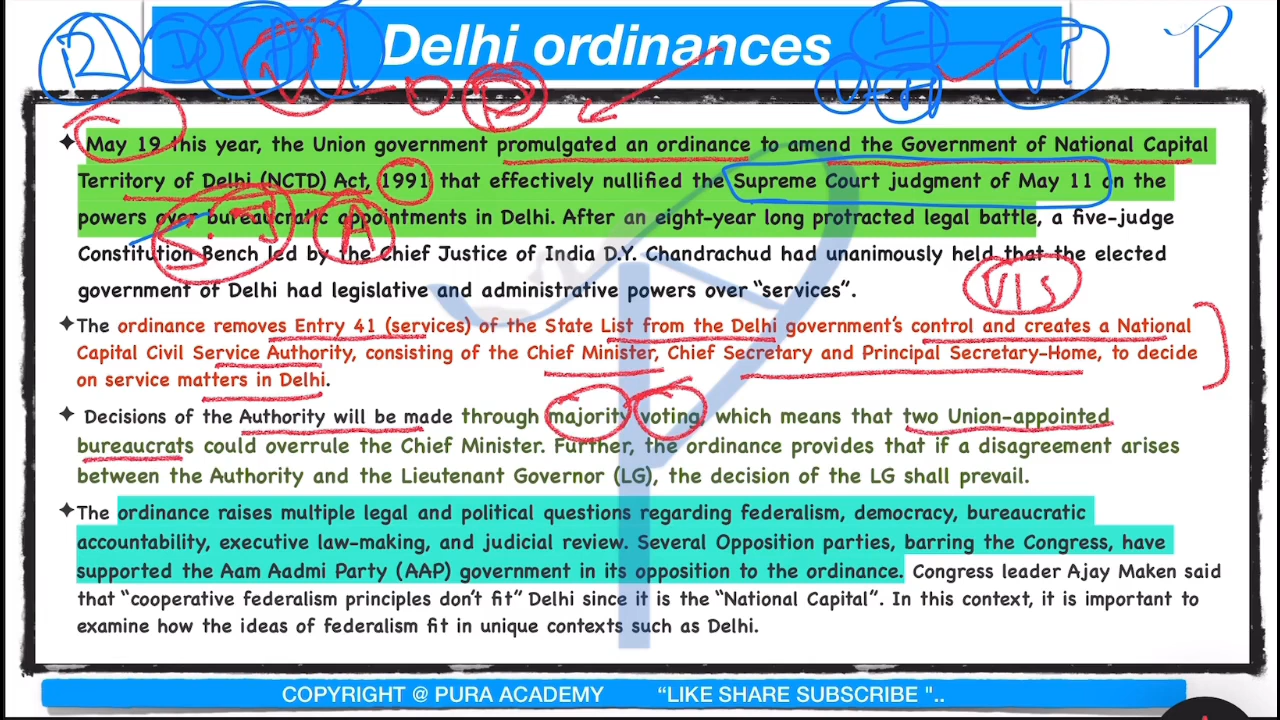 Delhi ordinances
May 19 this year, the Union government promulgated an ordinance to amend the Government of National Capital
Territory of Delhi (NCTD) Act, 1991 that effectively nullified the Supreme Court judgment of May 11 on the
powers over bureaucratic appointments in Delhi. After an eight-year long protracted legal battle, a five-judge
Constitution Bench led by the Chief Justice of India D.Y. Chandrachud had unanimously held that the elected
government of Delhi had legislative and administrative powers over “services”.
The ordinance removes Entry 41 (services) of the State List from the Delhi government’s control and creates a National
Capital Civil Service Authority, consisting of the Chief Minister, Chief Secretary and Principal Secretary-Home, to decide
on service matters in Delhi.
Decisions of the Authority will be made through majority voting, which means that two Union-appointed
bureaucrats could overrule the Chief Minister. Further, the ordinance provides that if a disagreement arises
between the Authority and the Lieutenant Governor (LG), the decision of the LG shall prevail.
The ordinance raises multiple legal and political questions regarding federalism, democracy, bureaucratic
accountability, executive law-making, and judicial review. Several Opposition parties, barring the Congress, have
supported the Aam Aadmi Party (AAP) government in its opposition to the ordinance. Congress leader Ajay Maken said
that “cooperative federalism principles don’t fit” Delhi since it is the “National Capital”. In this context, it is important to
examine how the ideas of federalism fit in unique contexts such as Delhi.
COPYRIGHT @ PURA ACADEMY “LIKE SHARE SUBSCRIBE "..